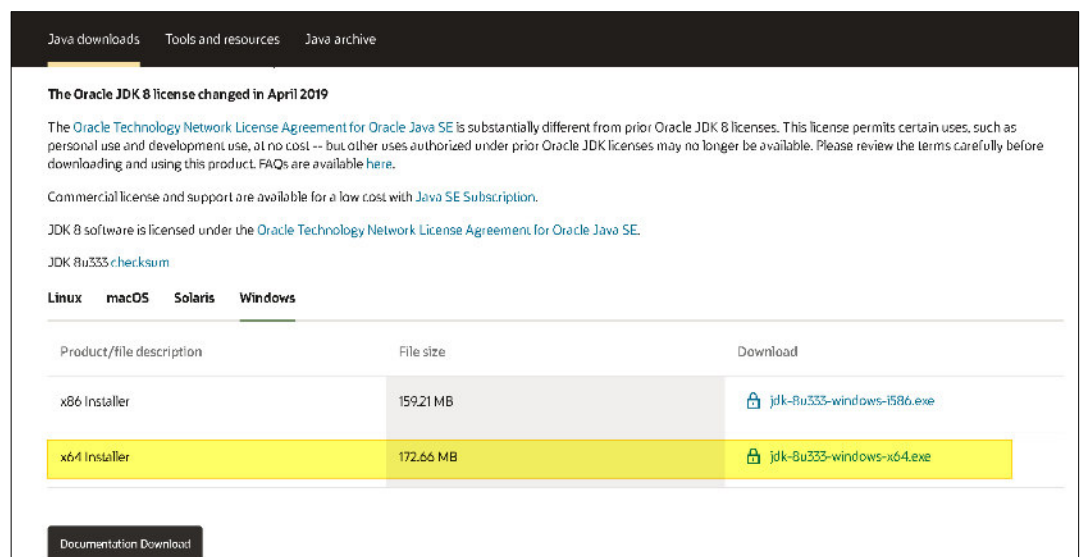 Java downloads Tools and resources Java archive
The Oracle JDK 8 license changed in April 2019
The Oracle Technology Network License Agreement for Oracle Java SE is substantially different from prior Oracle JDK 8 licenses. This license permits certain uses, such as
personal use and development use, at no cost -- but other uses authorized under prior Oracle JDK licenses may no longer be available. Please review the terms carefully before
downloading and using this product. FAQs are available here.
Commercial license and support are available for a low cost with Java SE Subscription.
JDK 8 software is licensed under the Oracle Technology Network License Agreement for Oracle Java SE.
JDK 8u333 checksum
Linux macOS Solaris Windows
Product/file description File size Download
x86 Installer 159.21 MB jdk-8u333-windows-i586.exe
x64 Installer 172.66 MB jdk-8u333-windows-x64.exe
Documentation Download